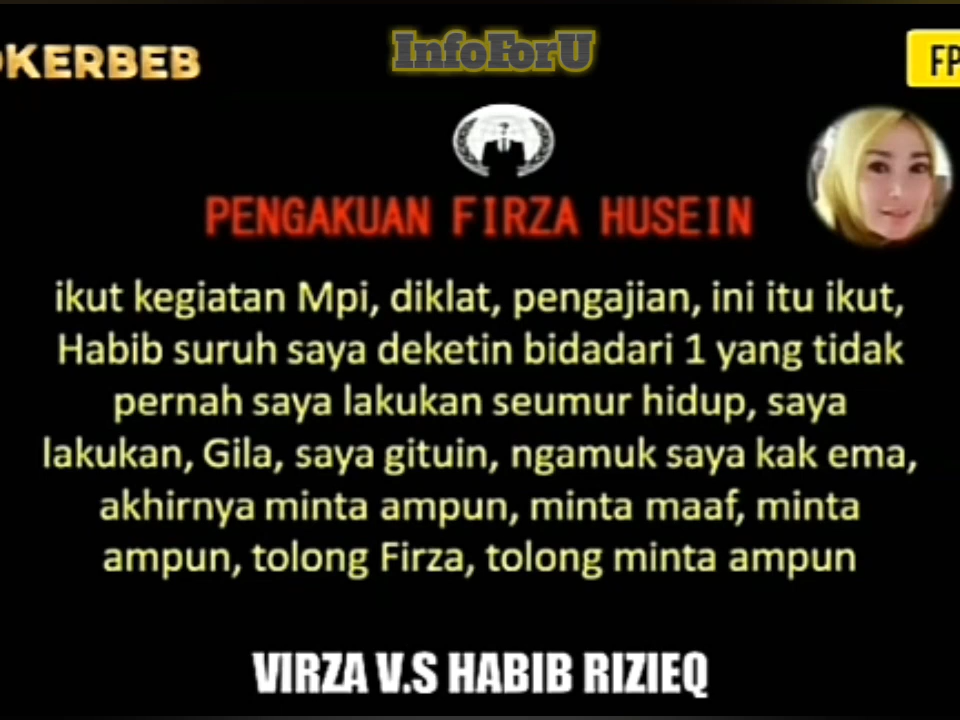 OKERBEB
InfoForU
FP
PENGAKUAN FIRZA HUSEIN
ikut kegiatan Mpi, diklat, pengajian, ini itu ikut,
Habib suruh saya deketin bidadari 1 yang tidak
pernah saya lakukan seumur hidup, saya
lakukan, Gila, saya gituin, ngamuk saya kak ema,
akhirnya minta ampun, minta maaf, minta
ampun, tolong Firza, tolong minta ampun
VIRZA V.S HABIB RIZIEQ